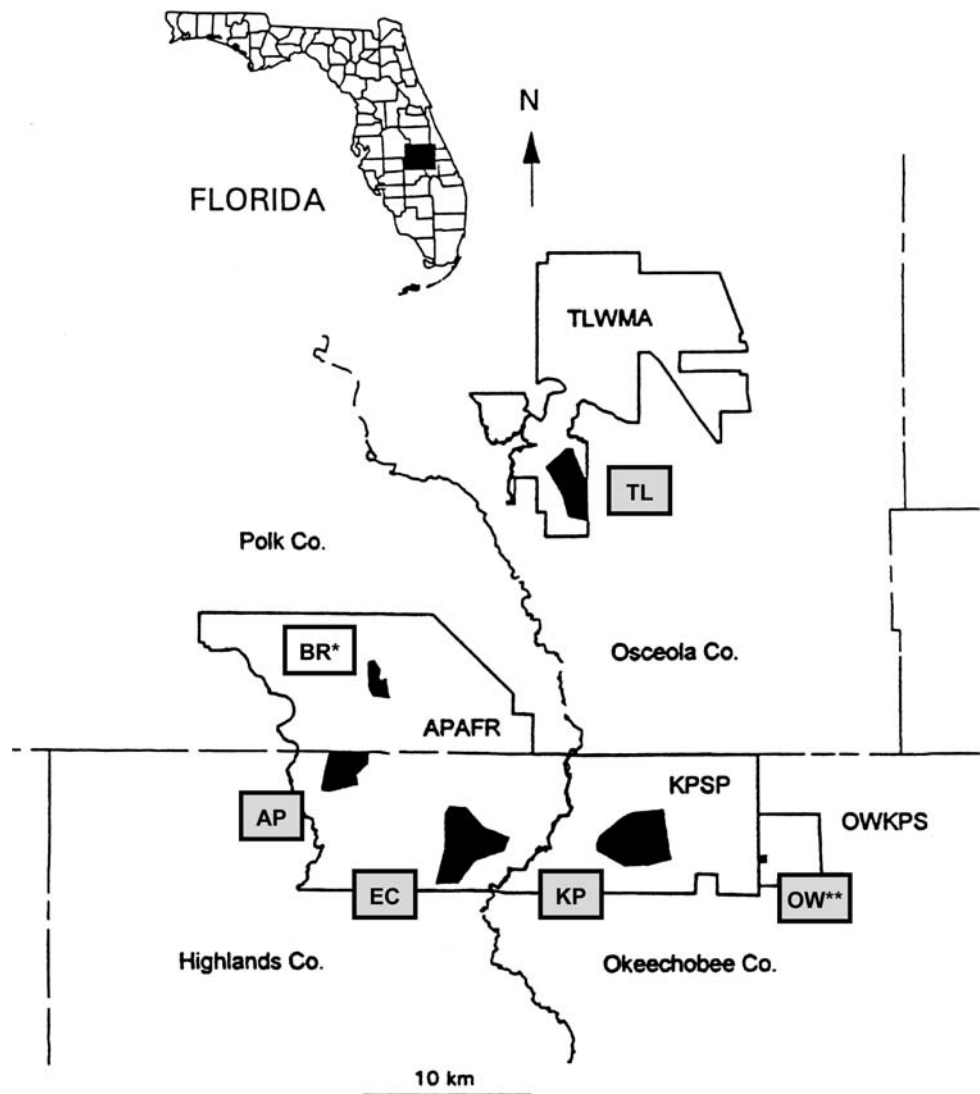 N
FLORIDA
TLWMA
TL
Polk Co.
BR*
Osceola Co.
APAFR
KPSP
AP
OWKPS
EC
KP
OW**
Highlands Co.
Okeechobee Co.
10 km